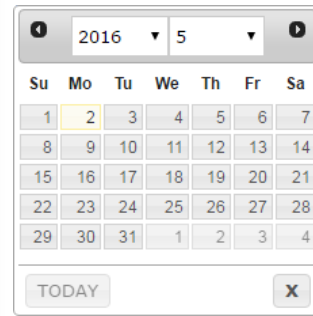 2016 5
Su Mo Tu We Th Fr Sa
1 2 3 4 5 6 7
8 9 10 11 12 13 14
15 16 17 18 19 20 21
22 23 24 25 26 27 28
29 30 31 1 2 3 4
TODAY X